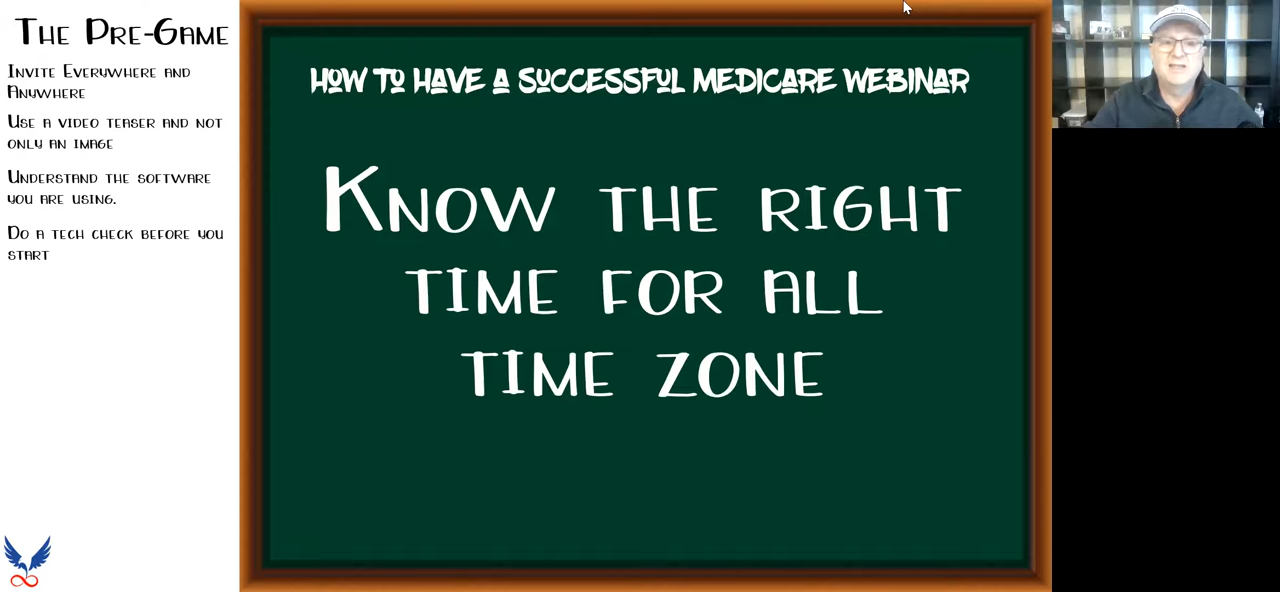 The Pre-Game
Invite Everywhere and
Anywhere
Use a video teaser and not
only an image
Understand the software
you are using.
Do a tech check before you
start
HOW TO HAVE A SUCCESSFUL MEDICARE WEBINAR
Know the right
time for all
time zone